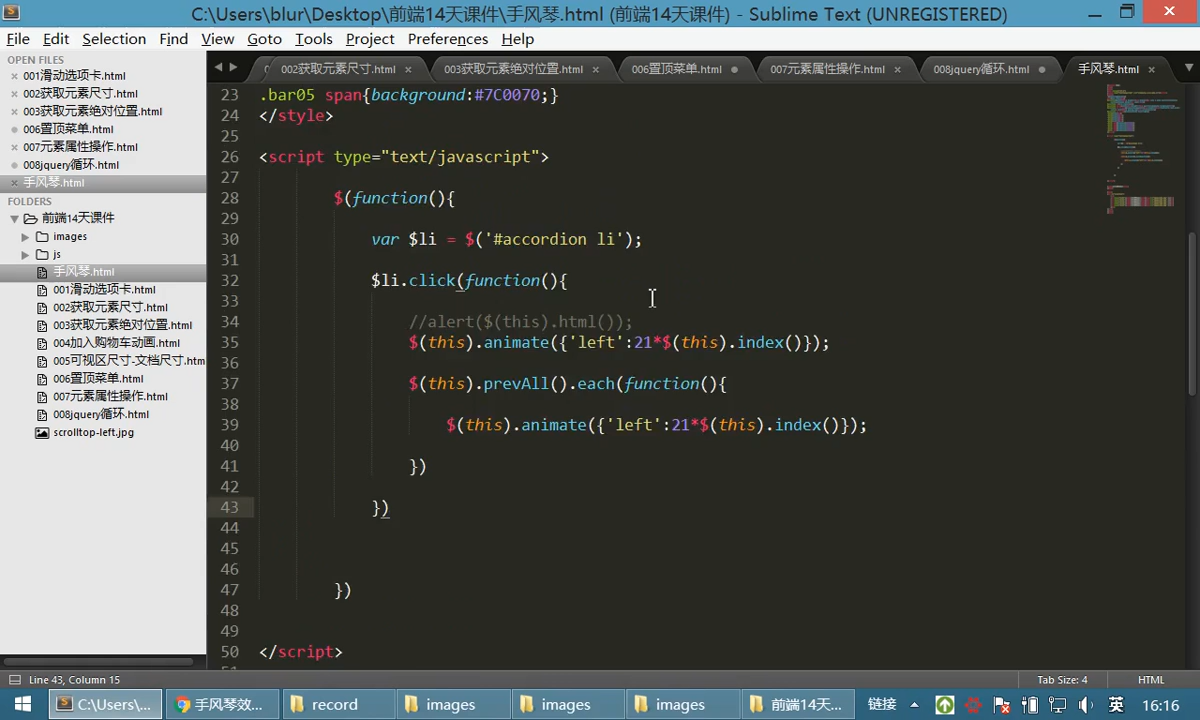 C:\Users\blur\Desktop\前端14天课件\手风琴.html (前端14天课件) - Sublime Text (UNREGISTERED)
File Edit Selection Find View Goto Tools Project Preferences Help
OPEN FILES
001滑动选项卡.html
002获取元素尺寸.html
003获取元素绝对位置.html
006置顶菜单.html
007元素属性操作.html
008jquery循环.html
手风琴.html
FOLDERS
前端14天课件
images
js
手风琴.html
001滑动选项卡.html
002获取元素尺寸.html
003获取元素绝对位置.html
004加入购物车动画.html
005可视区尺寸-文档尺寸.htm
006置顶菜单.html
007元素属性操作.html
008jquery循环.html
scrolltop-left.jpg
002获取元素尺寸.html 003获取元素绝对位置.html 006置顶菜单.html 007元素属性操作.html 008jquery循环.html 手风琴.html
23 .bar05 span{background:#7C0070;}
24 </style>
25
26 <script type="text/javascript">
27
28 $(function(){
29
30 var $li = $('#accordion li');
31
32 $li.click(function(){
33
34 //alert($(this).html());
35 $(this).animate({'left':21*$(this).index()});
36
37 $(this).prevAll().each(function(){
38
39 $(this).animate({'left':21*$(this).index()});
40
41 })
42
43 })
44
45
46
47 })
48
49
50 </script>
Line 43, Column 15 Tab Size: 4 HTML
C:\Users\... 手风琴效... record images images images 前端14天... 链接 英 16:16